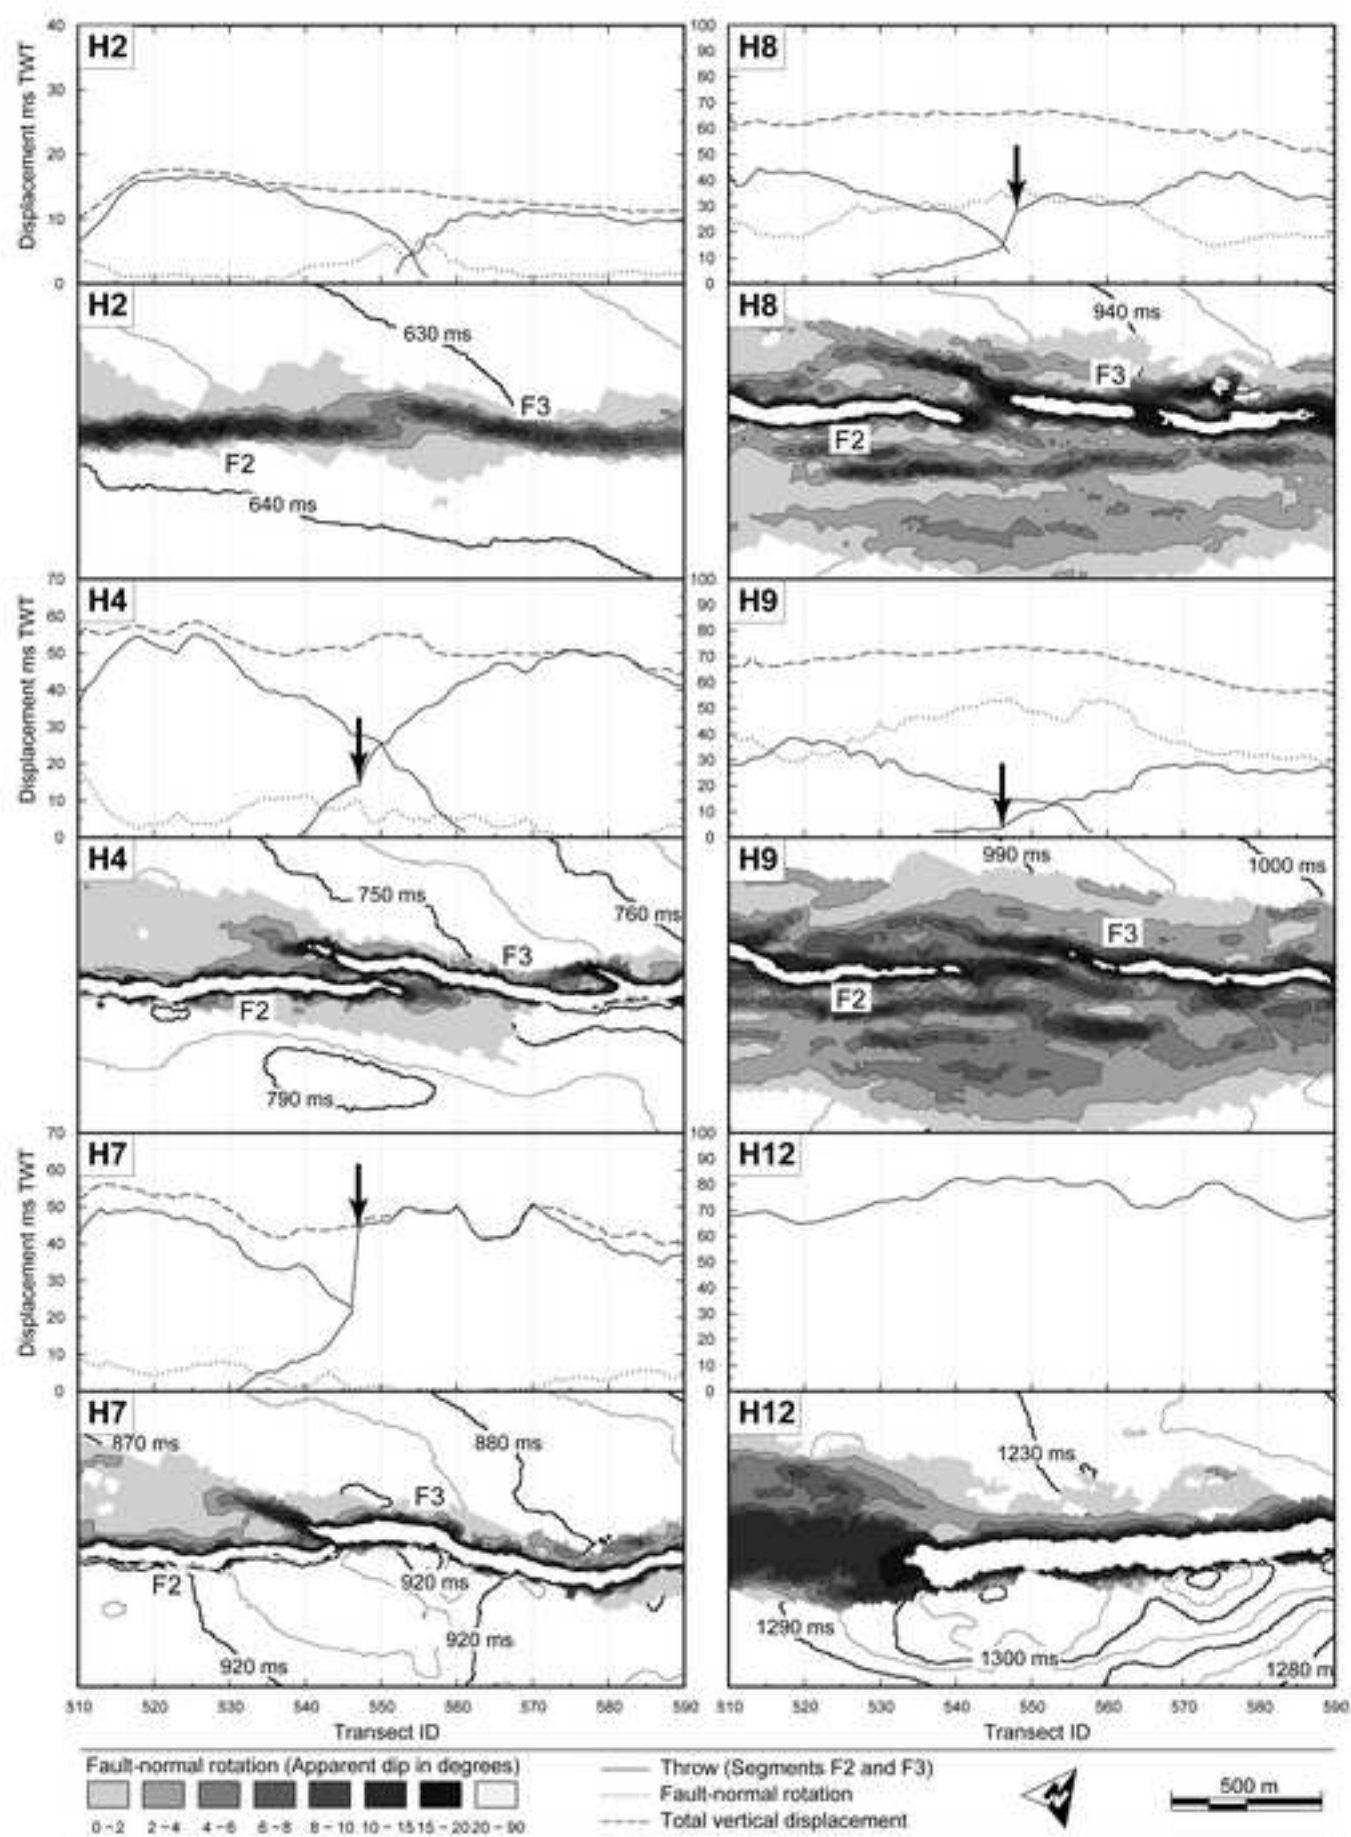 40
30
20
10
0
Displacement ms TWT
H2
100
90
80
70
60
50
40
30
20
10
0
H8
H2
630 ms
F3
F2
640 ms
H8
940 ms
F3
F2
70
60
50
40
30
20
10
0
Displacement ms TWT
H4
100
90
80
70
60
50
40
30
20
10
0
H9
H4
750 ms
760 ms
F3
F2
790 ms
H9
990 ms
1000 ms
F3
F2
70
60
50
40
30
20
10
0
Displacement ms TWT
H7
100
90
80
70
60
50
40
30
20
10
0
H12
H7
870 ms
880 ms
F3
F2
920 ms
920 ms
920 ms
H12
1230 ms
1290 ms
1300 ms
1280 m
510 520 530 540 550 560 570 580 590
Transect ID
510 520 530 540 550 560 570 580 590
Transect ID
Fault-normal rotation (Apparent dip in degrees)
0-2 2-4 4-6 6-8 8-10 10-15 15-20 20-90
Throw (Segments F2 and F3)
Fault-normal rotation
Total vertical displacement
N
500 m